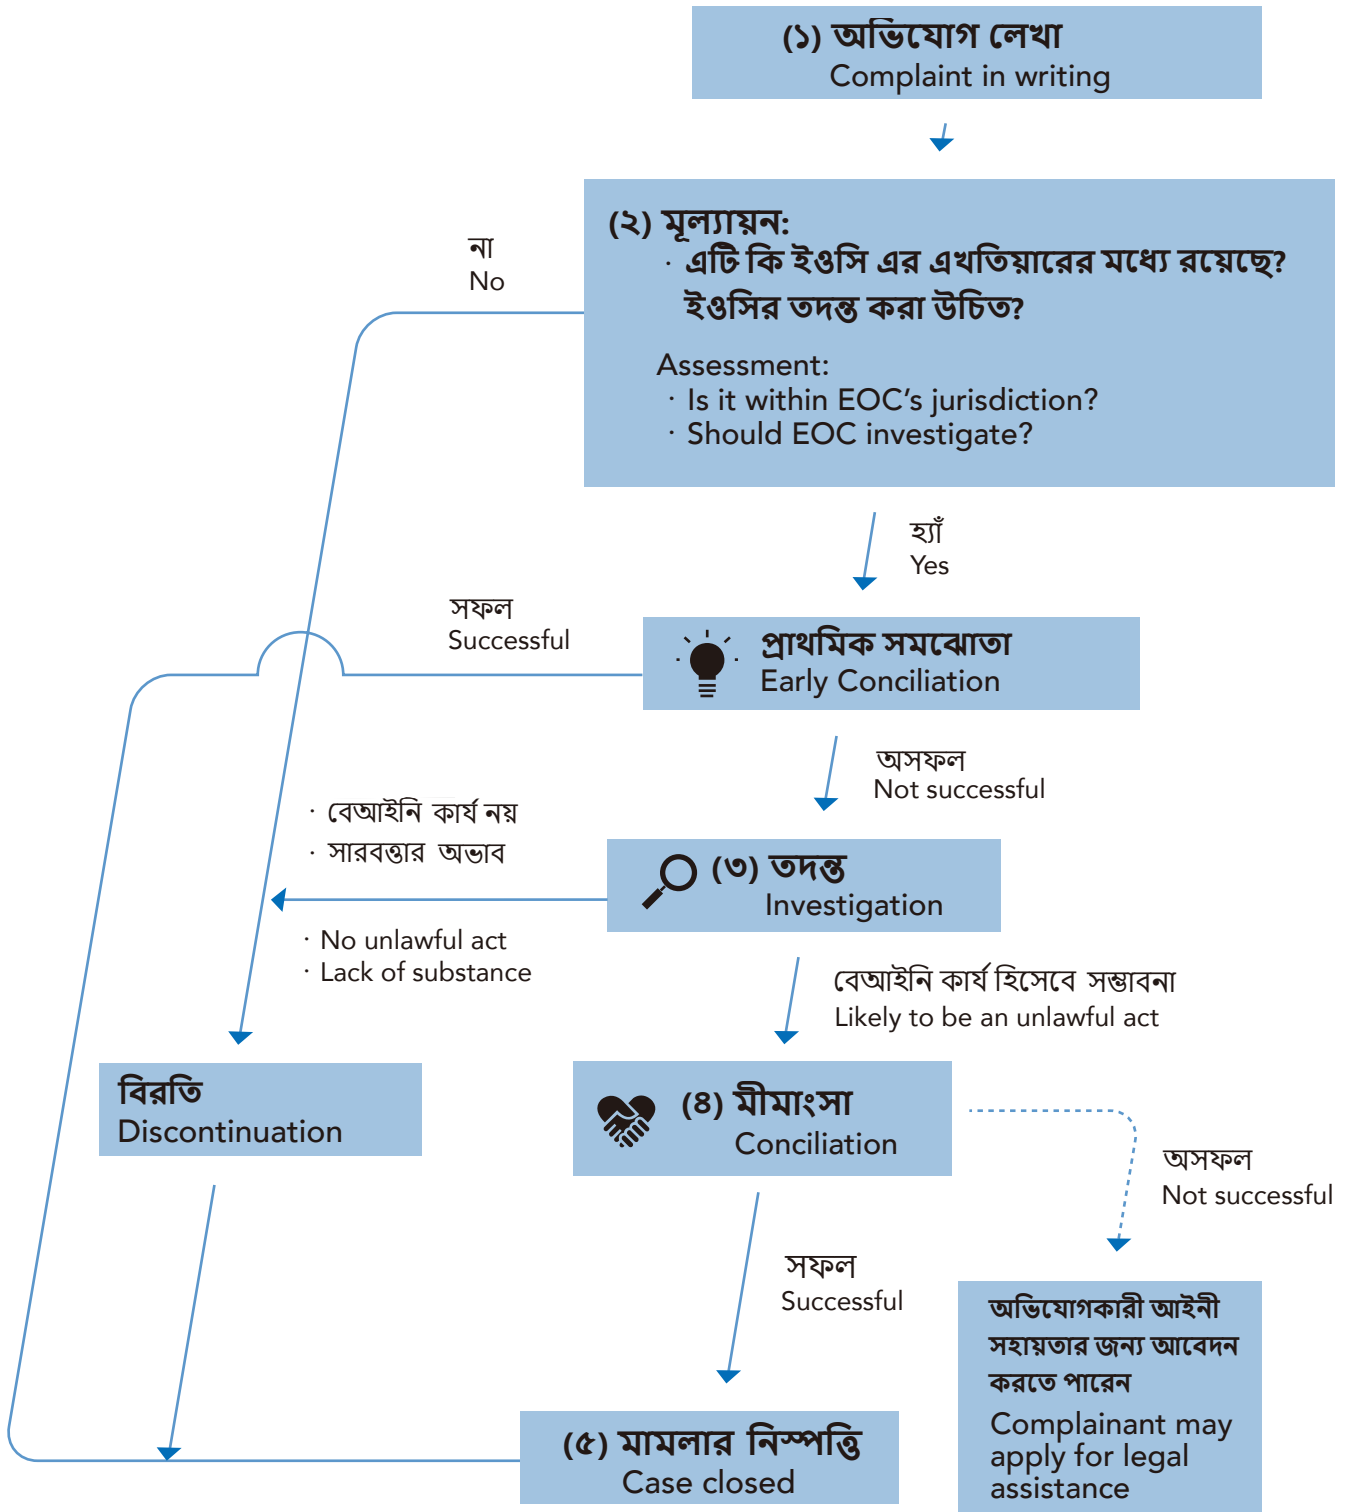 (১) অভিযোগ লেখা
Complaint in writing
(২) মূল্যায়ন:
· এটি কি ইওসি এর এখতিয়ারের মধ্যে রয়েছে?
ইওসির তদন্ত করা উচিত?
Assessment:
· Is it within EOC’s jurisdiction?
· Should EOC investigate?
না
No
হ্যাঁ
Yes
সফল
Successful
প্রাথমিক সমঝোতা
Early Conciliation
অসফল
Not successful
· বেআইনি কার্য নয়
· সারবত্তার অভাব
(৩) তদন্ত
Investigation
· No unlawful act
· Lack of substance
বেআইনি কার্য হিসেবে সম্ভাবনা
Likely to be an unlawful act
বিরতি
Discontinuation
(৪) মীমাংসা
Conciliation
অসফল
Not successful
সফল
Successful
অভিযোগকারী আইনী
সহায়তার জন্য আবেদন
করতে পারেন
Complainant may
apply for legal
assistance
(৫) মামলার নিস্পত্তি
Case closed